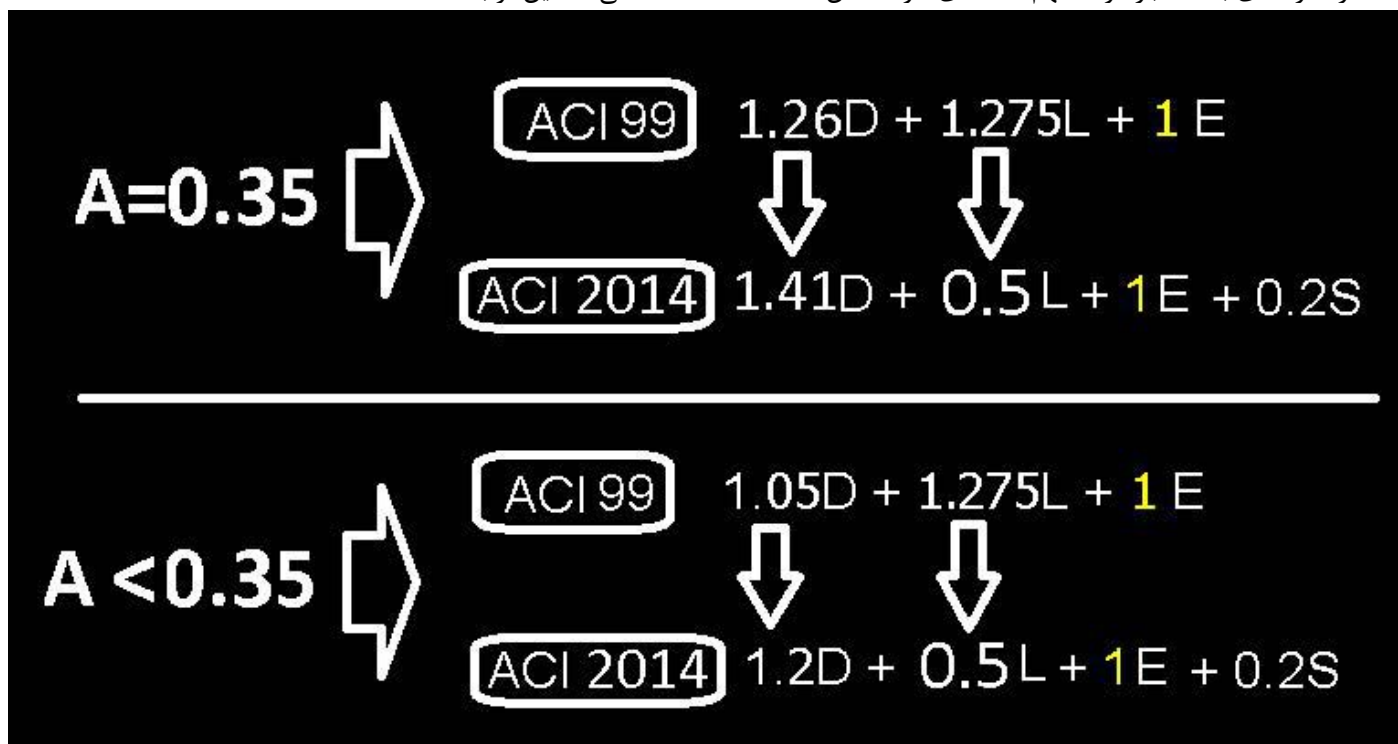 ACI 99 1.26D + 1.275L + 1 E
A=0.35
ACI 2014 1.41D + 0.5L + 1E + 0.2S
ACI 99 1.05D + 1.275L + 1 E
A <0.35
ACI 2014 1.2D + 0.5L + 1E + 0.2S